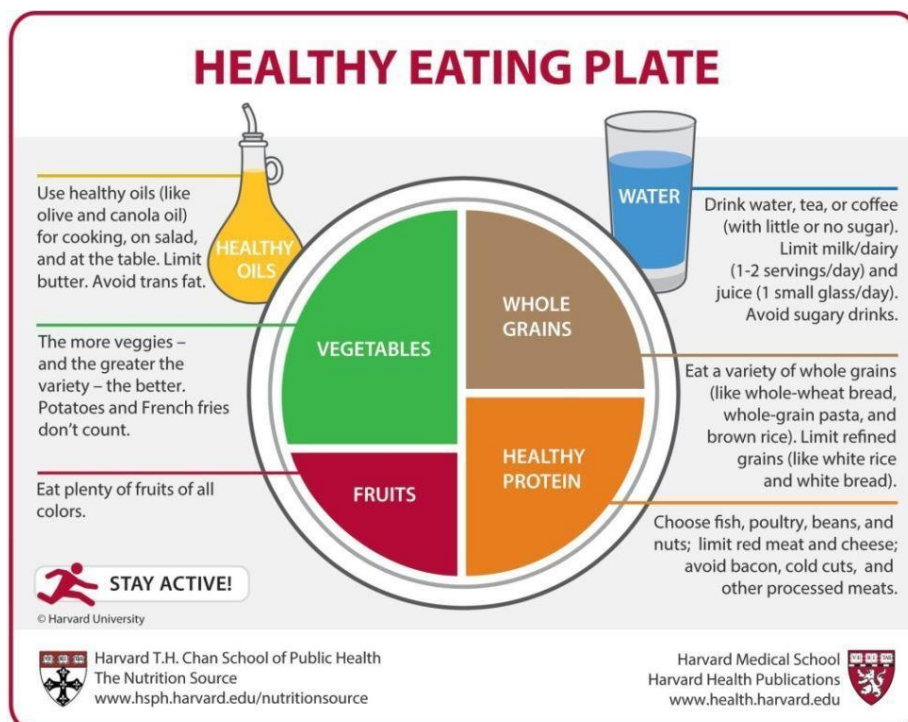 HEALTHY EATING PLATE
Use healthy oils (like
olive and canola oil)
for cooking, on salad,
and at the table. Limit
butter. Avoid trans fat.
HEALTHY
OILS
WATER
Drink water, tea, or coffee
(with little or no sugar).
Limit milk/dairy
(1-2 servings/day) and
juice (1 small glass/day).
Avoid sugary drinks.
The more veggies –
and the greater the
variety – the better.
Potatoes and French fries
don’t count.
VEGETABLES
WHOLE
GRAINS
Eat a variety of whole grains
(like whole-wheat bread,
whole-grain pasta, and
brown rice). Limit refined
grains (like white rice
and white bread).
Eat plenty of fruits of all
colors.
FRUITS
HEALTHY
PROTEIN
Choose fish, poultry, beans, and
nuts; limit red meat and cheese;
avoid bacon, cold cuts, and
other processed meats.
STAY ACTIVE!
© Harvard University
Harvard T.H. Chan School of Public Health
The Nutrition Source
www.hsph.harvard.edu/nutritionsource
Harvard Medical School
Harvard Health Publications
www.health.harvard.edu